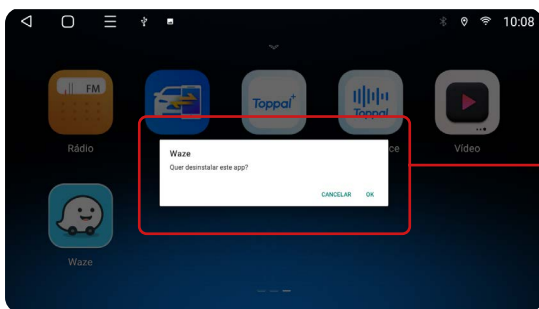 10:08
FM
Toppal+
Toppal
Rádio
ce
Vídeo
Waze
Quer desinstalar este app?
CANCELAR OK
Waze